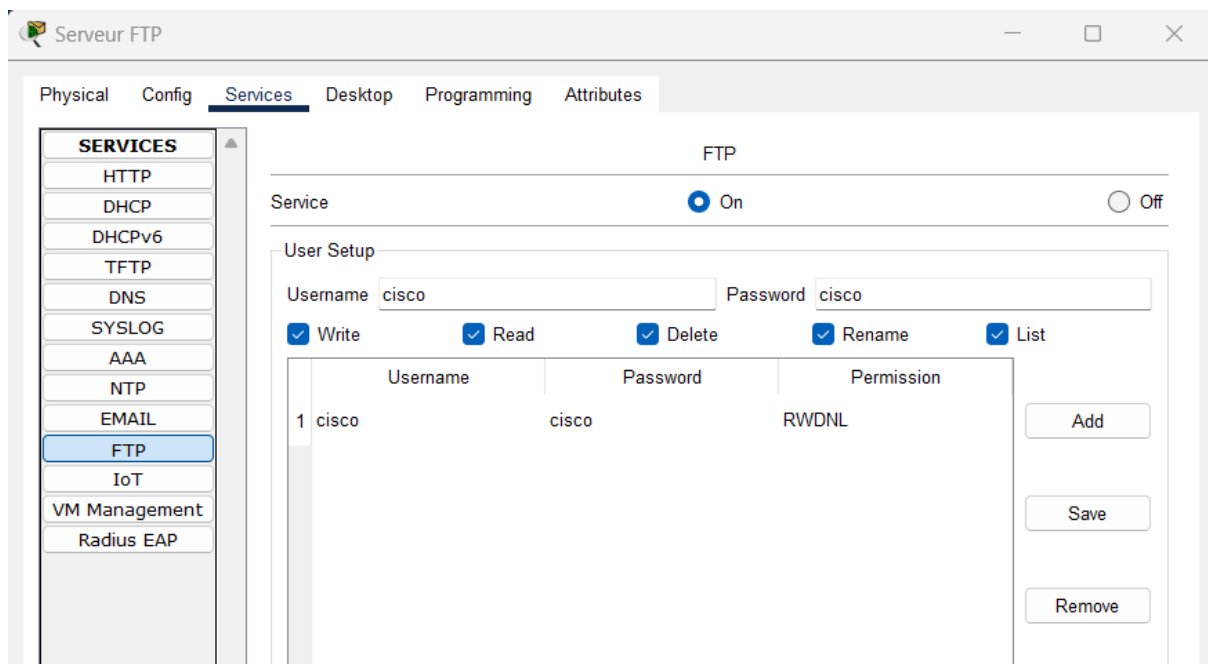 Serveur FTP
Physical Config Services Desktop Programming Attributes
SERVICES
HTTP
DHCP
DHCPv6
TFTP
DNS
SYSLOG
AAA
NTP
EMAIL
FTP
IoT
VM Management
Radius EAP
FTP
Service On Off
User Setup
Username cisco Password cisco
Write Read Delete Rename List
Username Password Permission
1 cisco cisco RWDNL
Add
Save
Remove